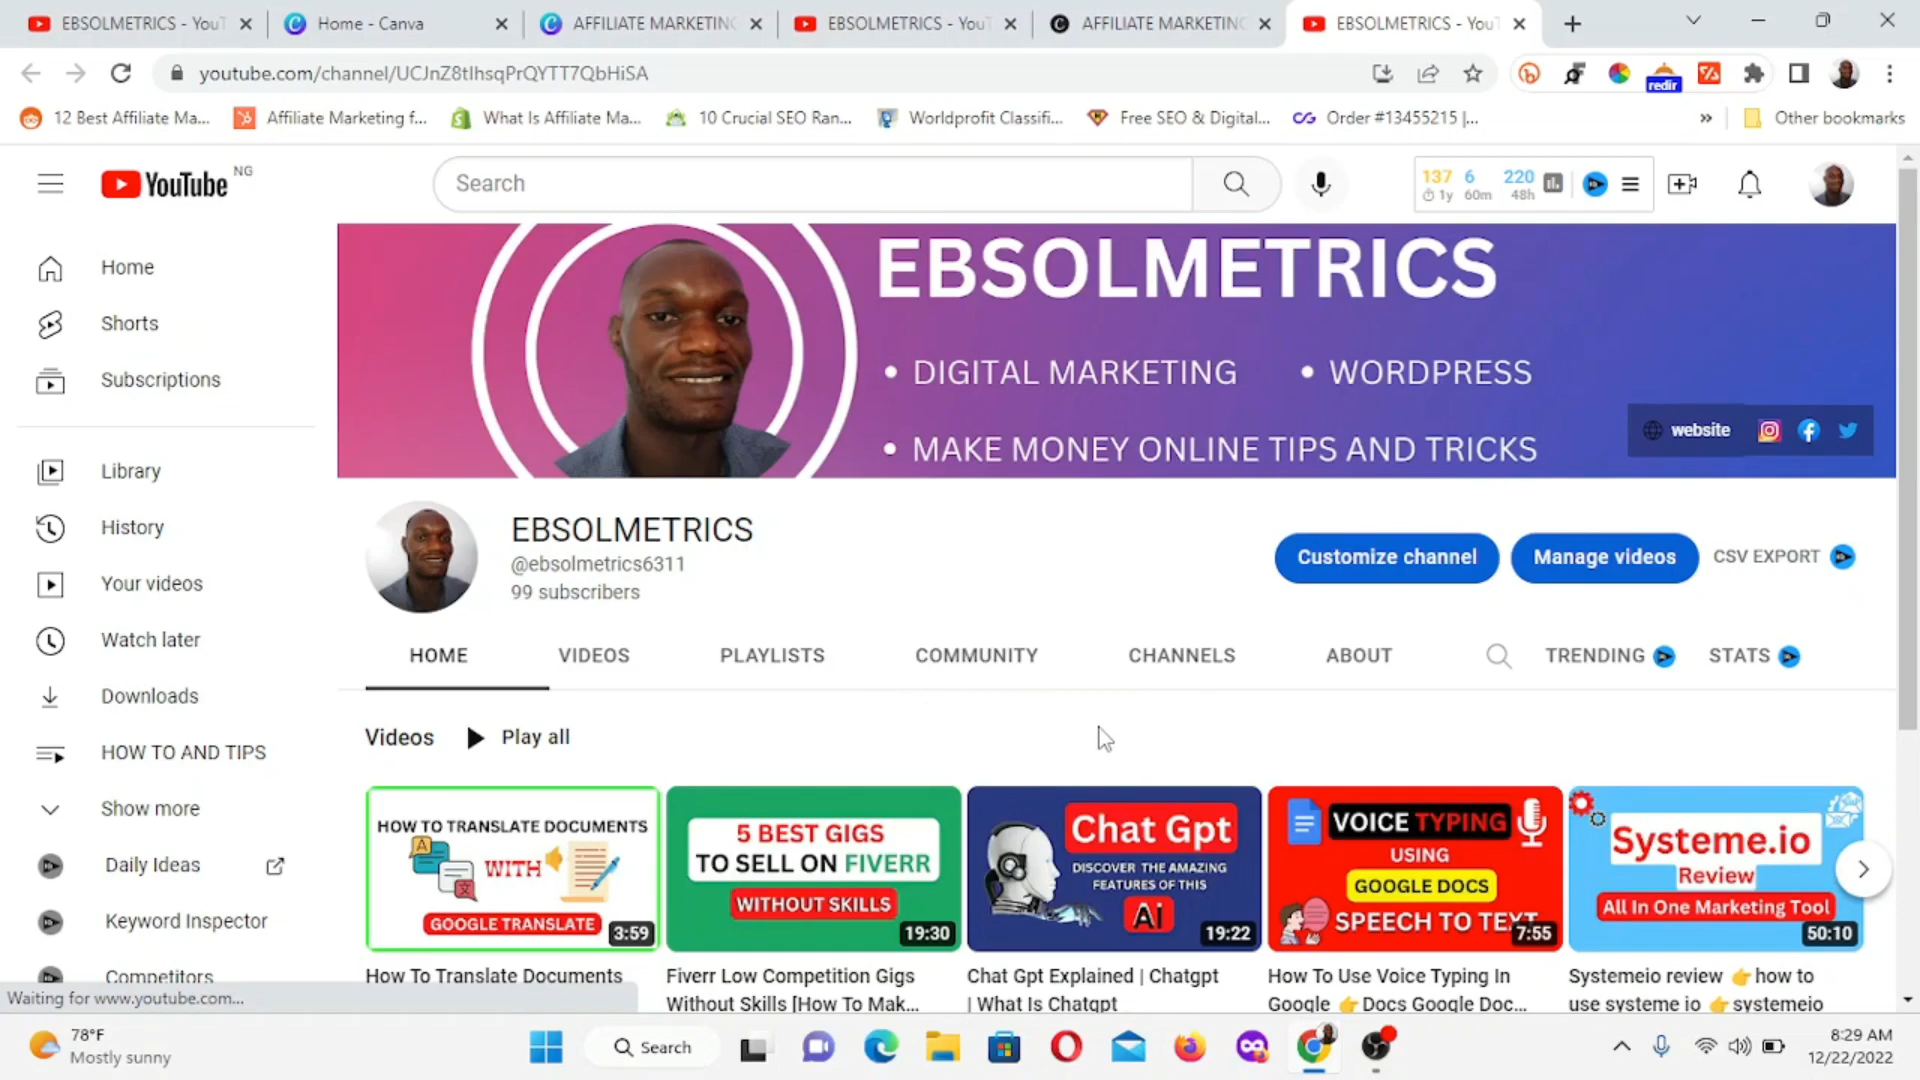 EBSOLMETRICS - YouT
Home - Canva
AFFILIATE MARKETING
EBSOLMETRICS - YouT
AFFILIATE MARKETING
EBSOLMETRICS - YouT
youtube.com/channel/UCJnZ8tIhsqPrQYTT7QbHiSA
redir
12 Best Affiliate Ma...
Affiliate Marketing f...
What Is Affiliate Ma...
10 Crucial SEO Ran...
Worldprofit Classifi...
Free SEO & Digital...
Order #13455215 |...
»
Other bookmarks
YouTube NG
Search
137 6 220
1y 60m 48h
Home
Shorts
Subscriptions
Library
History
Your videos
Watch later
Downloads
HOW TO AND TIPS
Show more
Daily Ideas
Keyword Inspector
Competitors
EBSOLMETRICS
• DIGITAL MARKETING • WORDPRESS
• MAKE MONEY ONLINE TIPS AND TRICKS
website
EBSOLMETRICS
@ebsolmetrics6311
99 subscribers
Customize channel
Manage videos
CSV EXPORT
HOME
VIDEOS
PLAYLISTS
COMMUNITY
CHANNELS
ABOUT
TRENDING
STATS
Videos
Play all
HOW TO TRANSLATE DOCUMENTS
WITH
GOOGLE TRANSLATE
3:59
How To Translate Documents
5 BEST GIGS
TO SELL ON FIVERR
WITHOUT SKILLS
19:30
Fiverr Low Competition Gigs
Without Skills [How To Mak...
Chat Gpt
DISCOVER THE AMAZING
FEATURES OF THIS
Ai
19:22
Chat Gpt Explained | Chatgpt
| What Is Chatgpt
VOICE TYPING
USING
GOOGLE DOCS
SPEECH TO TEXT
7:55
How To Use Voice Typing In
Google 👉Docs Google Doc...
Systeme.io
Review
All In One Marketing Tool
50:10
Systemeio review 👉how to
use systeme io 👉systemeio
Waiting for www.youtube.com...
78°F
Mostly sunny
Search
8:29 AM
12/22/2022